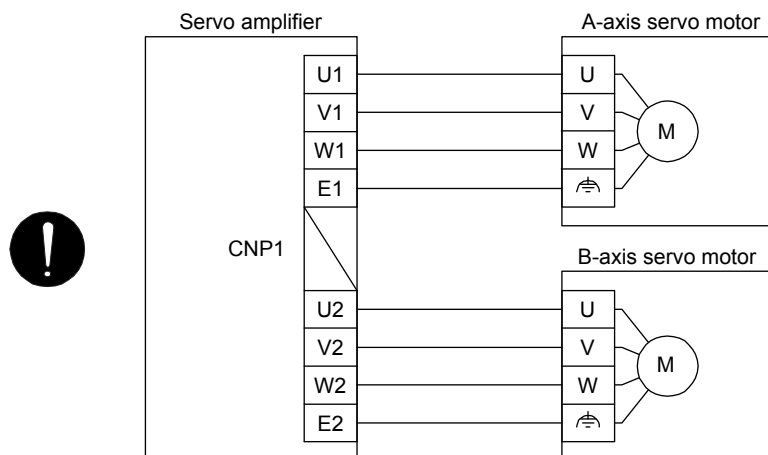 Servo amplifier
A-axis servo motor
U1
U
V1
V
M
W1
W
E1
CNP1
B-axis servo motor
U2
U
V2
V
M
W2
W
E2